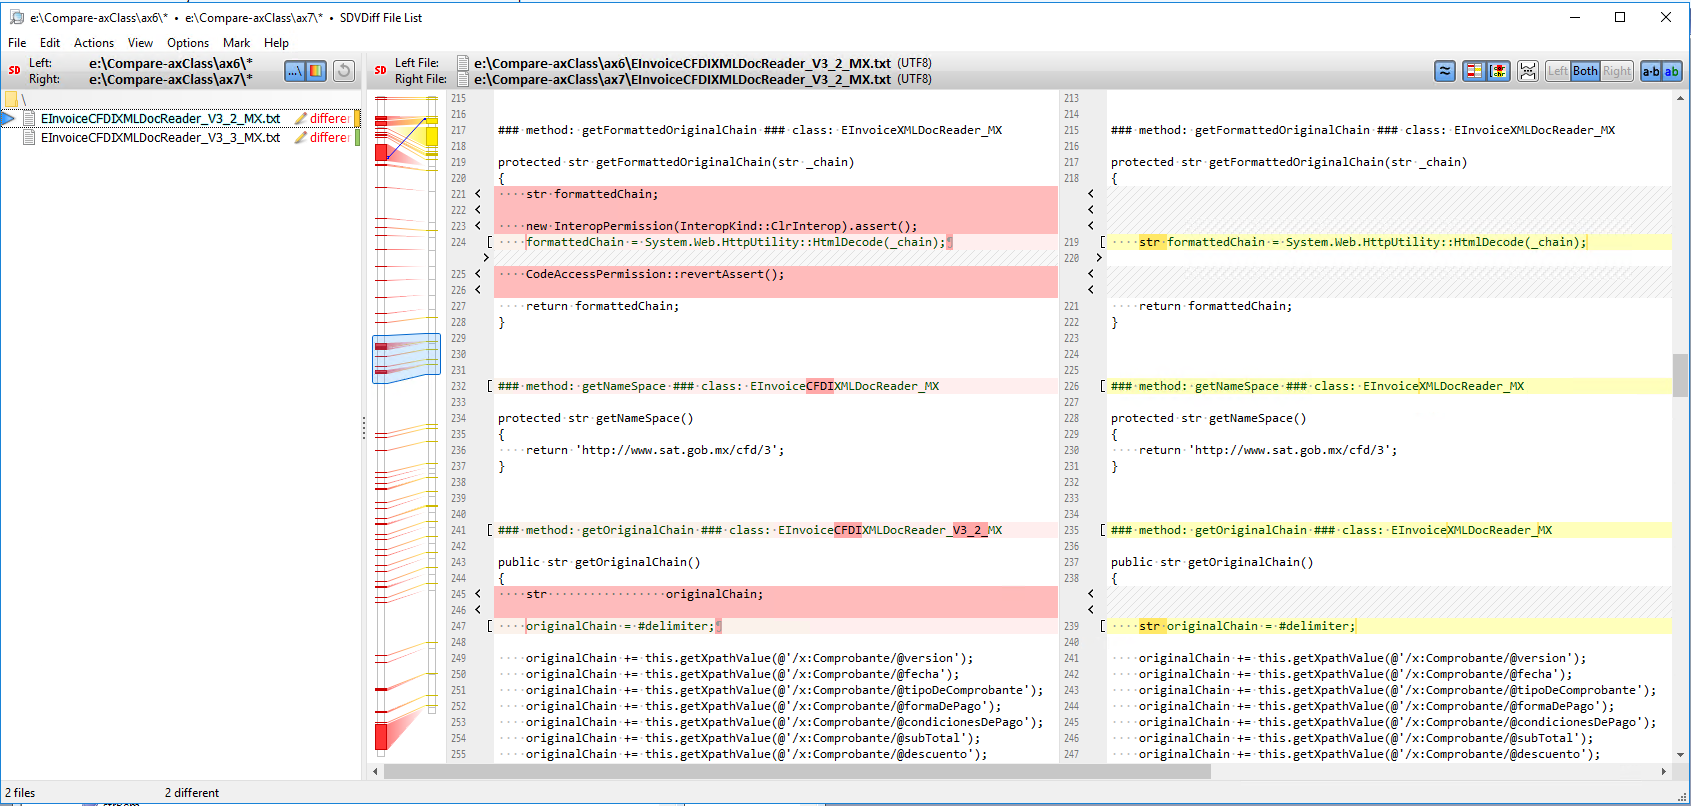 e:\Compare-axClass\ax6\* • e:\Compare-axClass\ax7\* • SDVDiff File List
File Edit Actions View Options Mark Help
SD Left: e:\Compare-axClass\ax6\*
Right: e:\Compare-axClass\ax7\*
SD Left File: e:\Compare-axClass\ax6\EInvoiceCFDIXMLDocReader_V3_2_MX.txt (UTF8)
Right File: e:\Compare-axClass\ax7\EInvoiceCFDIXMLDocReader_V3_2_MX.txt (UTF8)
Left Both Right a·b ab
\
EInvoiceCFDIXMLDocReader_V3_2_MX.txt differer
EInvoiceCFDIXMLDocReader_V3_3_MX.txt differer
215
216
217 ### method: getFormattedOriginalChain ### class: EInvoiceXMLDocReader_MX
218
219 protected str getFormattedOriginalChain(str _chain)
220 {
221 < str formattedChain;
222 <
223 < new InteropPermission(InteropKind::ClrInterop).assert();
224 [ formattedChain = System.Web.HttpUtility::HtmlDecode(_chain);¶
>
225 < CodeAccessPermission::revertAssert();
226 <
227 return formattedChain;
228 }
229
230
231
232 [ ### method: getNameSpace ### class: EInvoiceCFDIXMLDocReader_MX
233
234 protected str getNameSpace()
235 {
236 return 'http://www.sat.gob.mx/cfd/3';
237 }
238
239
240
241 [ ### method: getOriginalChain ### class: EInvoiceCFDIXMLDocReader_V3_2_MX
242
243 public str getOriginalChain()
244 {
245 < str originalChain;
246 <
247 [ originalChain = #delimiter;¶
248
249 originalChain += this.getXpathValue(@'/x:Comprobante/@version');
250 originalChain += this.getXpathValue(@'/x:Comprobante/@fecha');
251 originalChain += this.getXpathValue(@'/x:Comprobante/@tipoDeComprobante');
252 originalChain += this.getXpathValue(@'/x:Comprobante/@formaDePago');
253 originalChain += this.getXpathValue(@'/x:Comprobante/@condicionesDePago');
254 originalChain += this.getXpathValue(@'/x:Comprobante/@subTotal');
255 originalChain += this.getXpathValue(@'/x:Comprobante/@descuento');
213
214
215 ### method: getFormattedOriginalChain ### class: EInvoiceXMLDocReader_MX
216
217 protected str getFormattedOriginalChain(str _chain)
218 {
<
<
<
219 [ str formattedChain = System.Web.HttpUtility::HtmlDecode(_chain);
220 >
<
<
221 return formattedChain;
222 }
223
224
225
226 [ ### method: getNameSpace ### class: EInvoiceXMLDocReader_MX
227
228 protected str getNameSpace()
229 {
230 return 'http://www.sat.gob.mx/cfd/3';
231 }
232
233
234
235 [ ### method: getOriginalChain ### class: EInvoiceXMLDocReader_MX
236
237 public str getOriginalChain()
238 {
<
<
239 [ str originalChain = #delimiter;
240
241 originalChain += this.getXpathValue(@'/x:Comprobante/@version');
242 originalChain += this.getXpathValue(@'/x:Comprobante/@fecha');
243 originalChain += this.getXpathValue(@'/x:Comprobante/@tipoDeComprobante');
244 originalChain += this.getXpathValue(@'/x:Comprobante/@formaDePago');
245 originalChain += this.getXpathValue(@'/x:Comprobante/@condicionesDePago');
246 originalChain += this.getXpathValue(@'/x:Comprobante/@subTotal');
247 originalChain += this.getXpathValue(@'/x:Comprobante/@descuento');
2 files 2 different